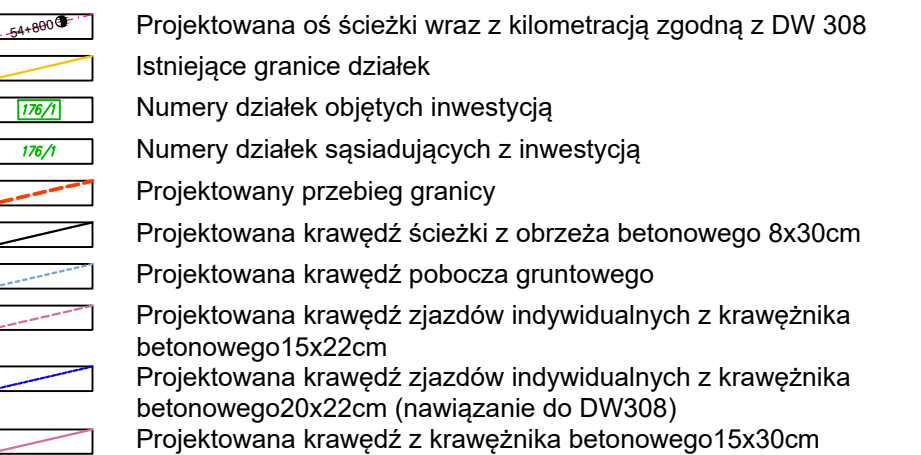 54+800 Projektowana oś ścieżki wraz z kilometracją zgodną z DW 308
Istniejące granice działek
176/1 Numery działek objętych inwestycją
176/1 Numery działek sąsiadujących z inwestycją
Projektowany przebieg granicy
Projektowana krawędź ścieżki z obrzeża betonowego 8x30cm
Projektowana krawędź pobocza gruntowego
Projektowana krawędź zjazdów indywidualnych z krawężnika
betonowego15x22cm
Projektowana krawędź zjazdów indywidualnych z krawężnika
betonowego20x22cm (nawiązanie do DW308)
Projektowana krawędź z krawężnika betonowego15x30cm